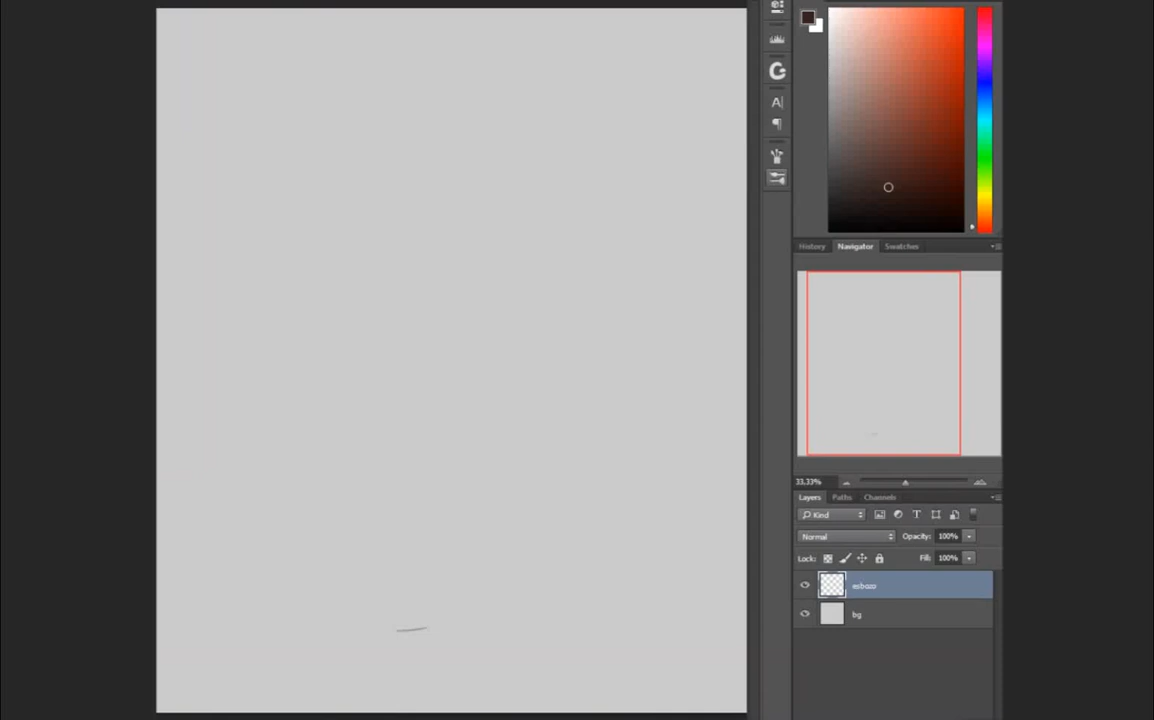 A|
History Navigator Swatches
33,33%
Layers Paths Channels
Kind
T
Normal Opacity: 100%
Lock: Fill: 100%
esbozo
bg